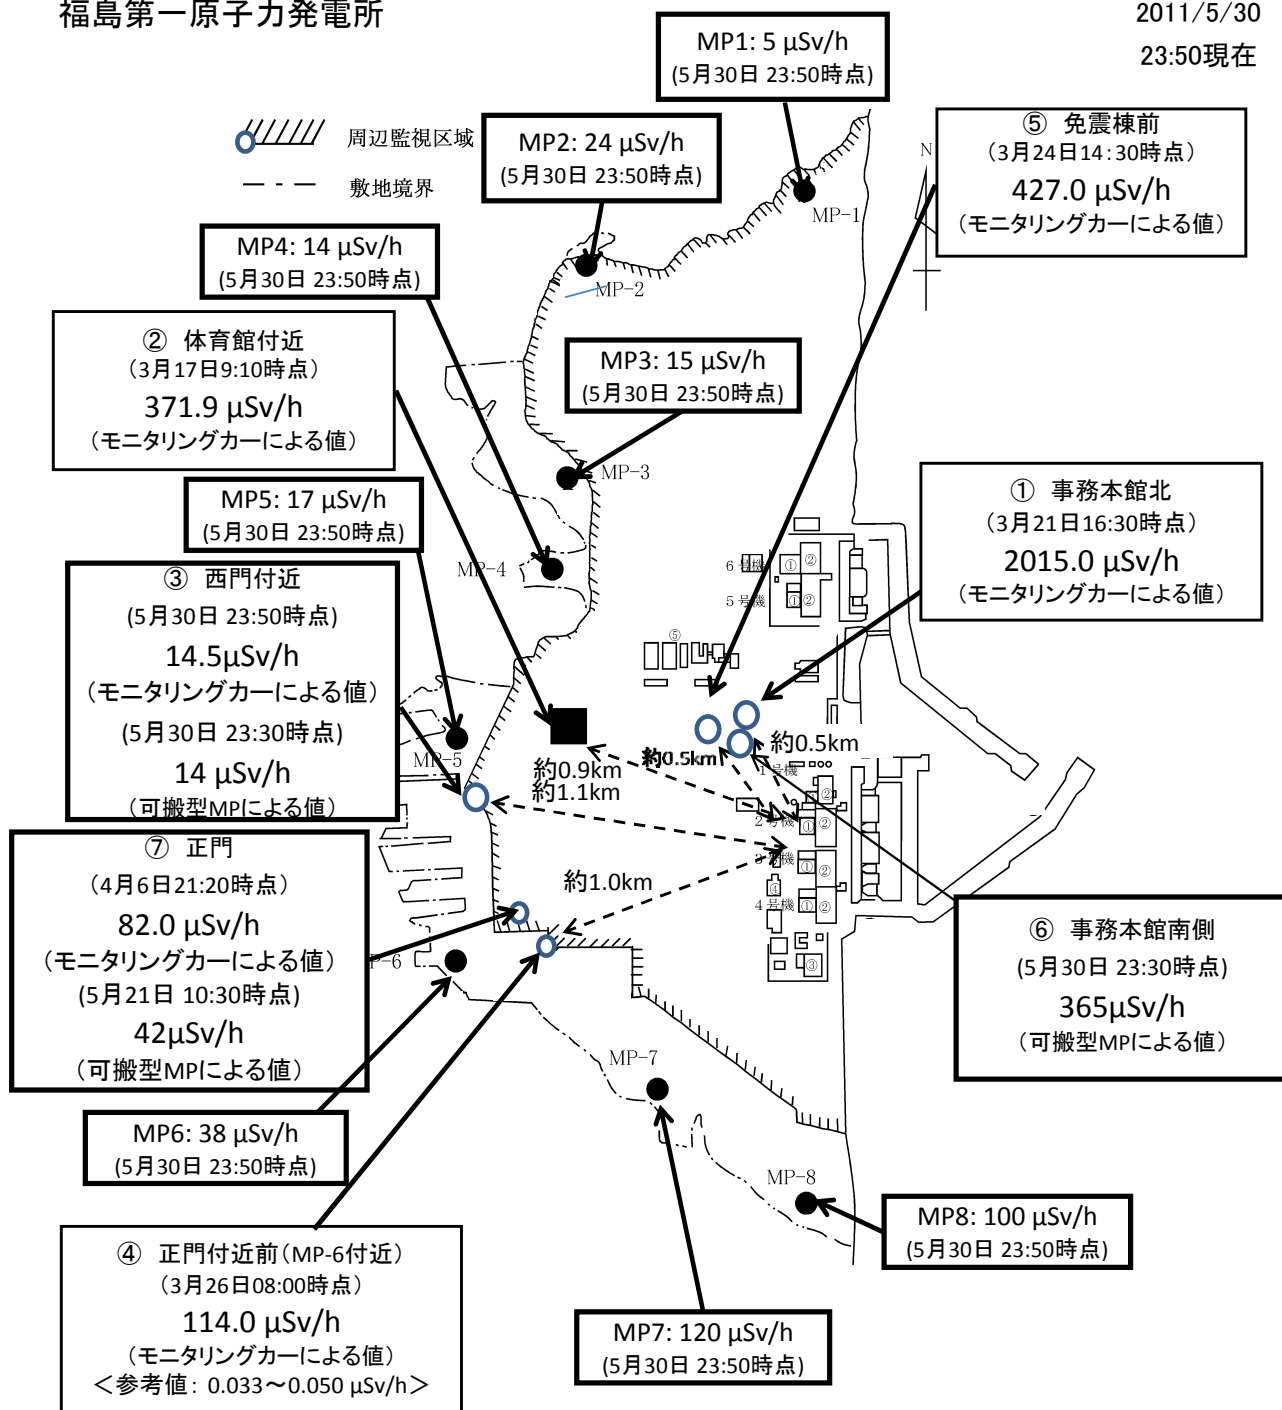 福島第一原子力発電所
2011/5/30
23:50現在
MP1: 5 μSv/h
(5月30日 23:50時点)
周辺監視区域
敷地境界
MP2: 24 μSv/h
(5月30日 23:50時点)
⑤ 免震棟前
(3月24日14:30時点)
427.0 μSv/h
(モニタリングカーによる値)
N
MP-1
MP4: 14 μSv/h
(5月30日 23:50時点)
MP-2
② 体育館付近
(3月17日9:10時点)
371.9 μSv/h
(モニタリングカーによる値)
MP3: 15 μSv/h
(5月30日 23:50時点)
MP-3
MP5: 17 μSv/h
(5月30日 23:50時点)
① 事務本館北
(3月21日16:30時点)
2015.0 μSv/h
(モニタリングカーによる値)
MP-4
③ 西門付近
(5月30日 23:50時点)
14.5μSv/h
(モニタリングカーによる値)
(5月30日 23:30時点)
14 μSv/h
(可搬型MPによる値)
6号機
①
②
5号機
①
②
⑤
MP-5
約0.9km
約1.1km
約0.5km
約0.5km
1号機
②
2号機
①
②
3号機
①
②
④
4号機
①
②
③
約1.0km
⑦ 正門
(4月6日21:20時点)
82.0 μSv/h
(モニタリングカーによる値)
(5月21日 10:30時点)
42μSv/h
(可搬型MPによる値)
P-6
⑥ 事務本館南側
(5月30日 23:30時点)
365μSv/h
(可搬型MPによる値)
MP-7
MP6: 38 μSv/h
(5月30日 23:50時点)
MP-8
MP8: 100 μSv/h
(5月30日 23:50時点)
④ 正門付近前(MP-6付近)
(3月26日08:00時点)
114.0 μSv/h
(モニタリングカーによる値)
<参考値: 0.033～0.050 μSv/h>
MP7: 120 μSv/h
(5月30日 23:50時点)